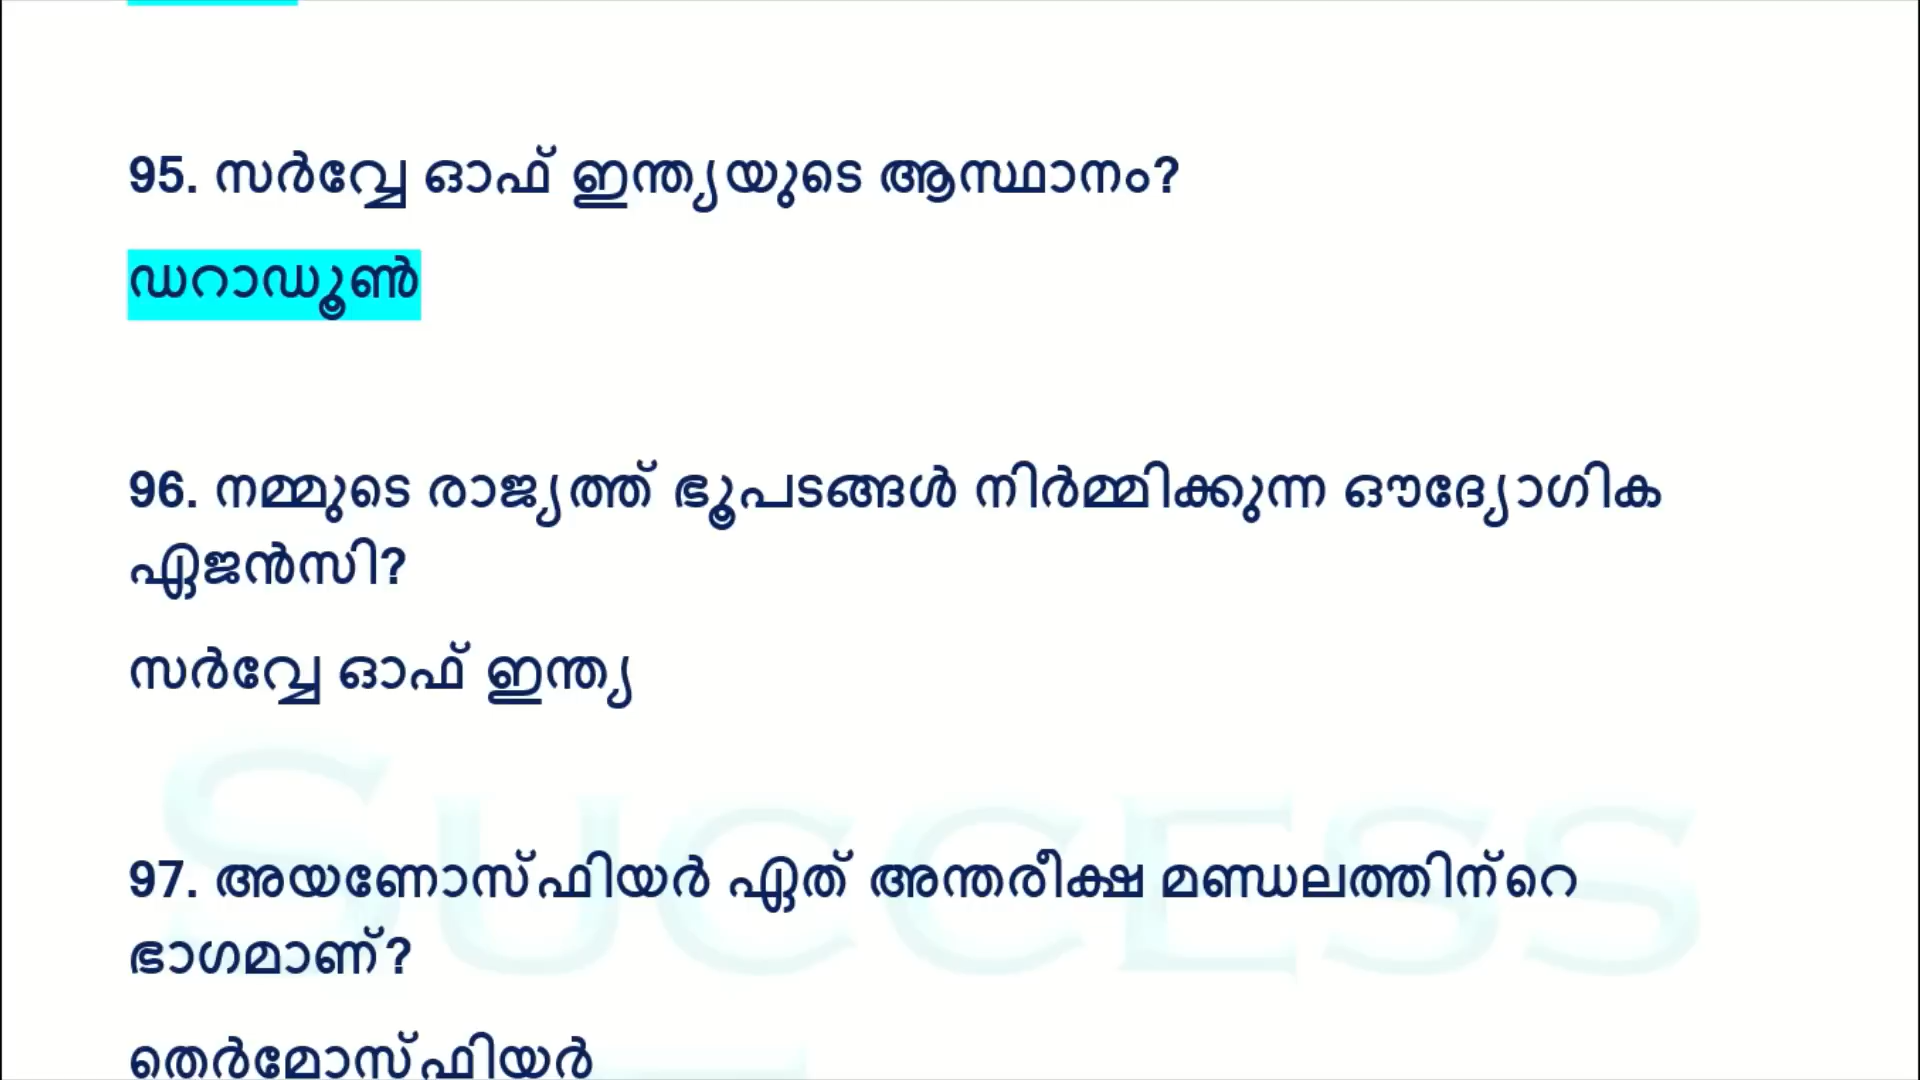 95. സർവ്വേ ഓഫ് ഇന്ത്യയുടെ ആസ്ഥാനം?
ഡറാഡൂൺ
96. നമ്മുടെ രാജ്യത്ത് ഭൂപടങ്ങൾ നിർമ്മിക്കുന്ന ഔദ്യോഗിക
ഏജൻസി?
സർവ്വേ ഓഫ് ഇന്ത്യ
SUCCESS
97. അയണോസ്ഫിയർ ഏത് അന്തരീക്ഷ മണ്ഡലത്തിന്റെ
ഭാഗമാണ്?
തെർമോസ്ഫിയർ